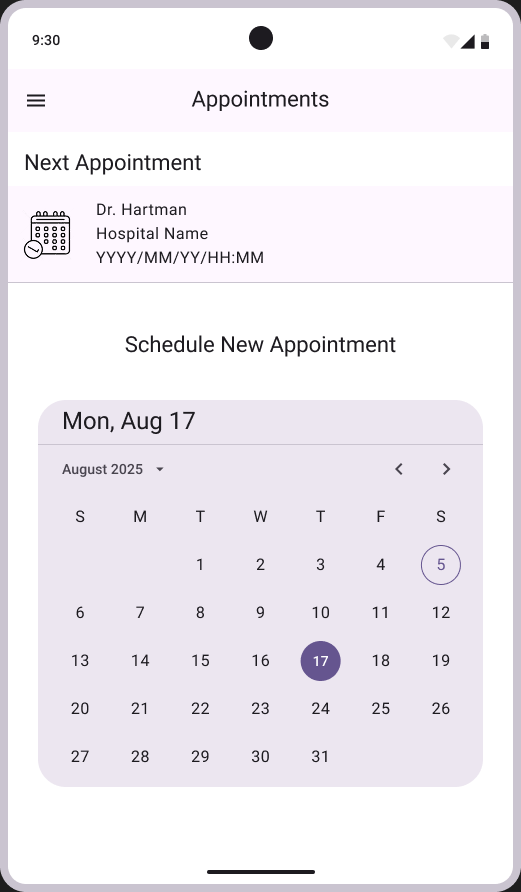 9:30
Appointments
Next Appointment
Dr. Hartman
Hospital Name
YYYY/MM/YY/HH:MM
Schedule New Appointment
Mon, Aug 17
August 2025
S M T W T F S
1 2 3 4 5
6 7 8 9 10 11 12
13 14 15 16 17 18 19
20 21 22 23 24 25 26
27 28 29 30 31